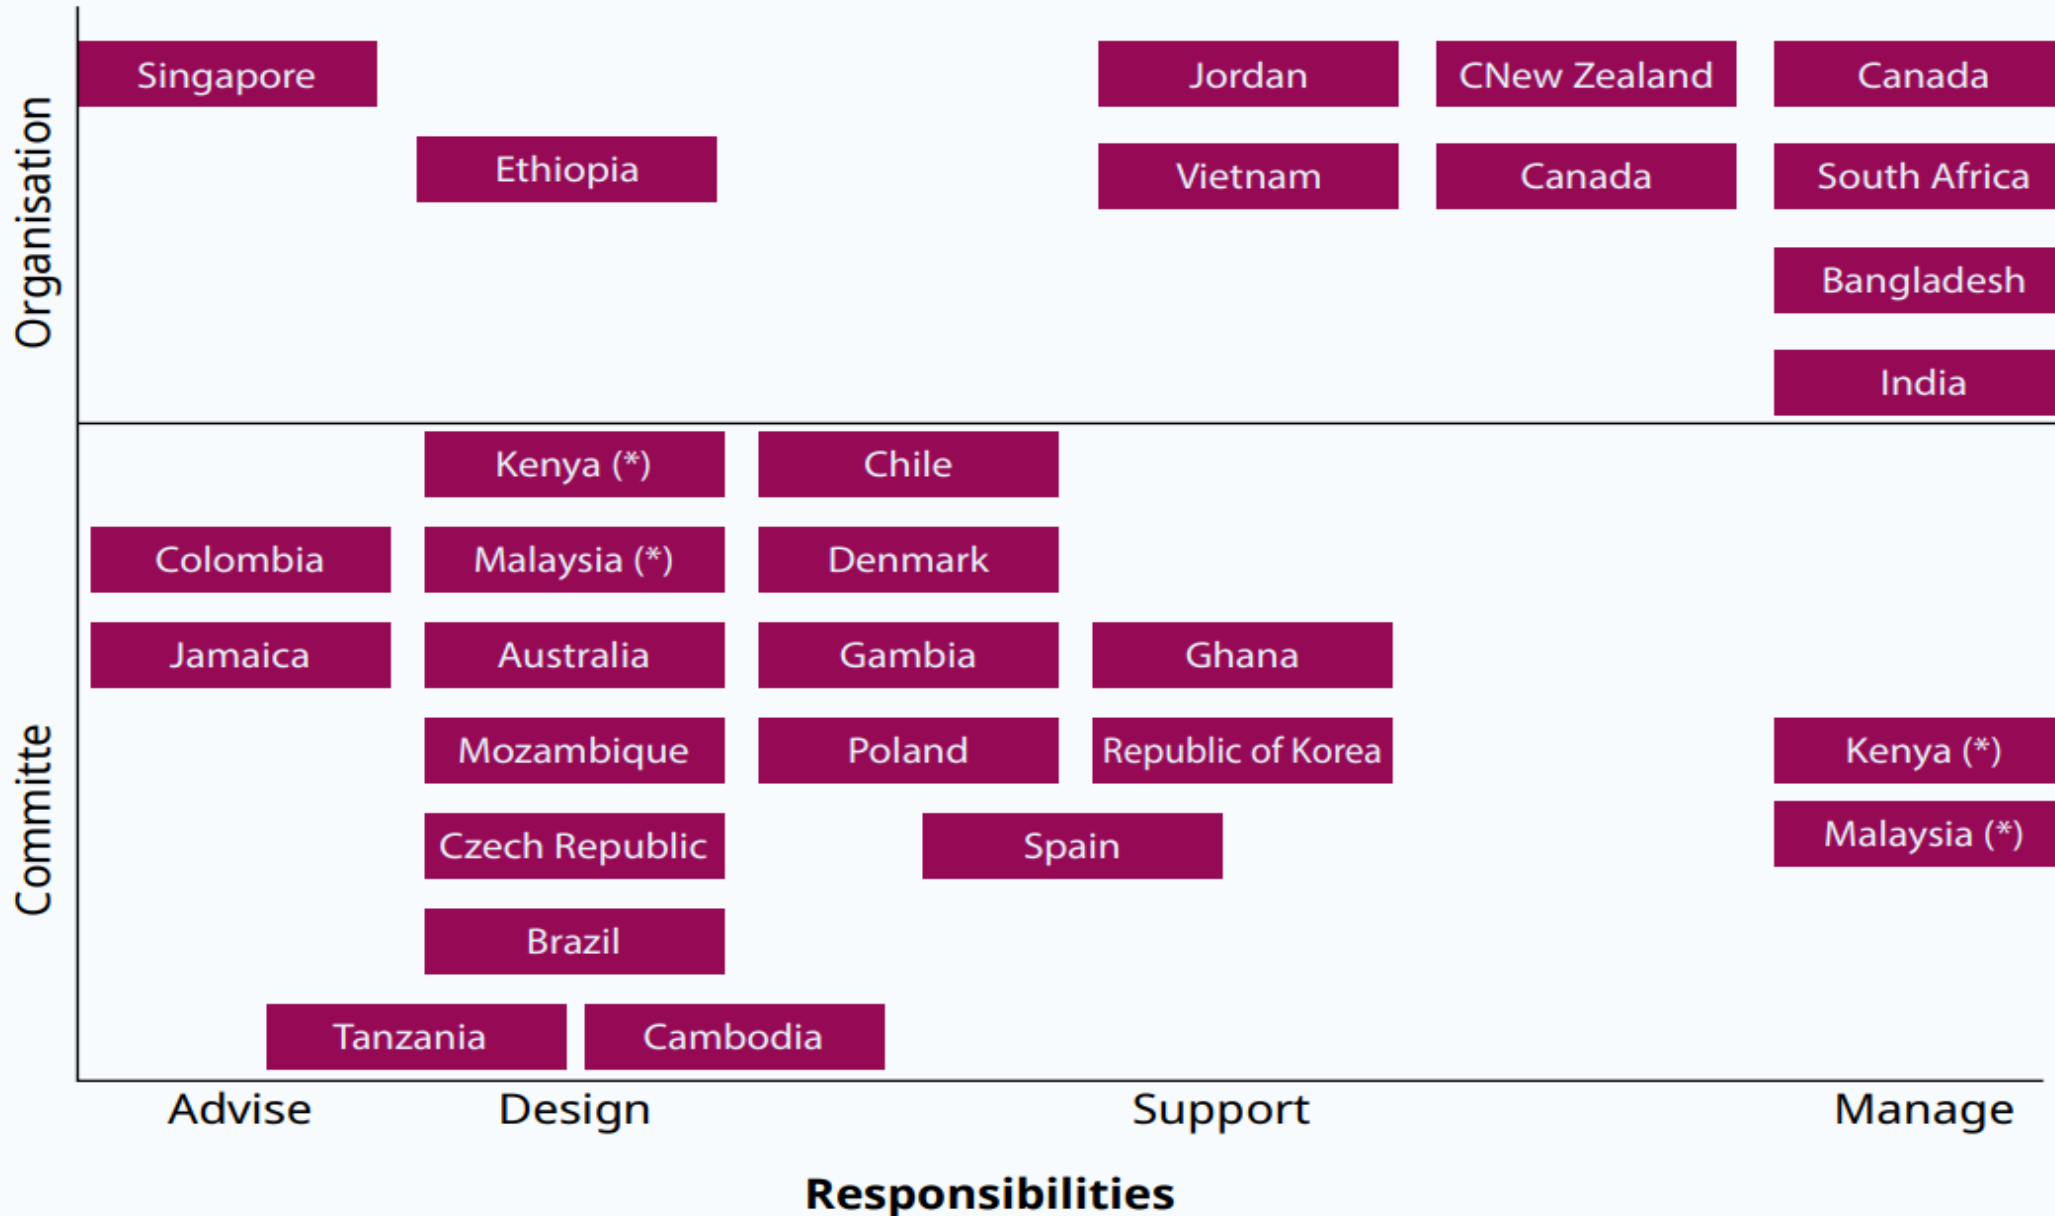 Organisation
Singapore
Jordan
CNew Zealand
Canada
Ethiopia
Vietnam
Canada
South Africa
Bangladesh
India
Committe
Kenya (*)
Chile
Colombia
Malaysia (*)
Denmark
Jamaica
Australia
Gambia
Ghana
Mozambique
Poland
Republic of Korea
Kenya (*)
Malaysia (*)
Czech Republic
Spain
Brazil
Tanzania
Cambodia
Advise
Design
Support
Manage
Responsibilities